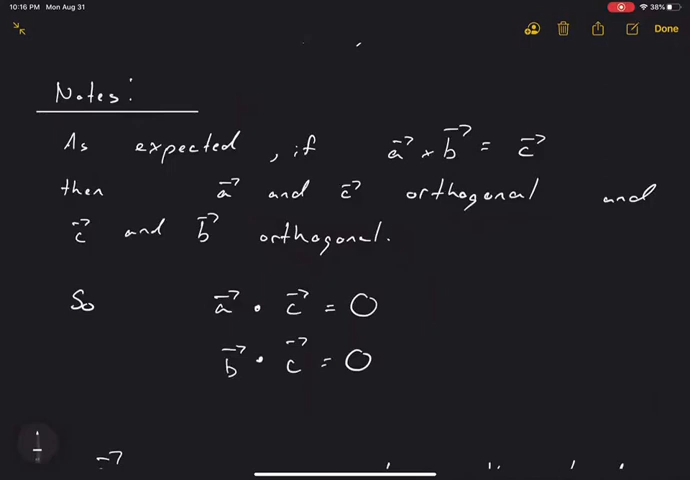 10:16 PM Mon Aug 31
38%
Done
Notes:
As expected, if a⃗ × b⃗ = c⃗
then a⃗ and c⃗ orthogonal and
c⃗ and b⃗ orthogonal.
So a⃗ · c⃗ = 0
b⃗ · c⃗ = 0